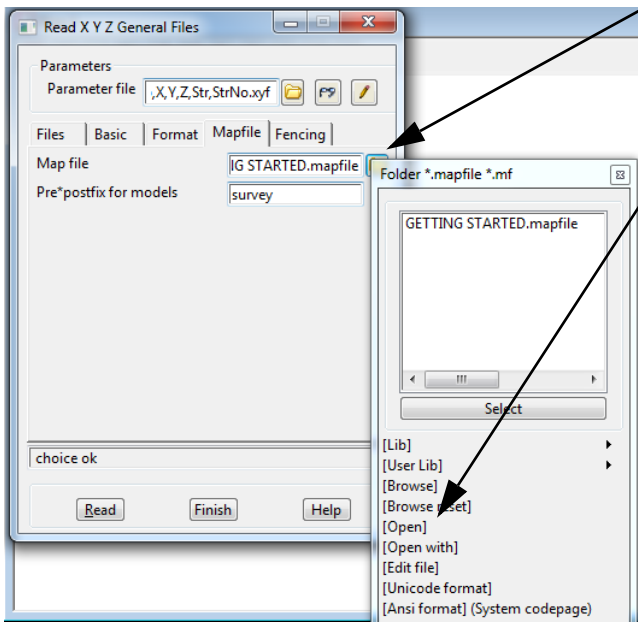 Read X Y Z General Files
Parameters
Parameter file ,X,Y,Z,Str,StrNo.xyf
Files Basic Format Mapfile Fencing
Map file IG STARTED.mapfile
Pre*postfix for models survey
choice ok
Read Finish Help
Folder *.mapfile *.mf
GETTING STARTED.mapfile
Select
[Lib]
[User Lib]
[Browse]
[Browse reset]
[Open]
[Open with]
[Edit file]
[Unicode format]
[Ansi format] (System codepage)